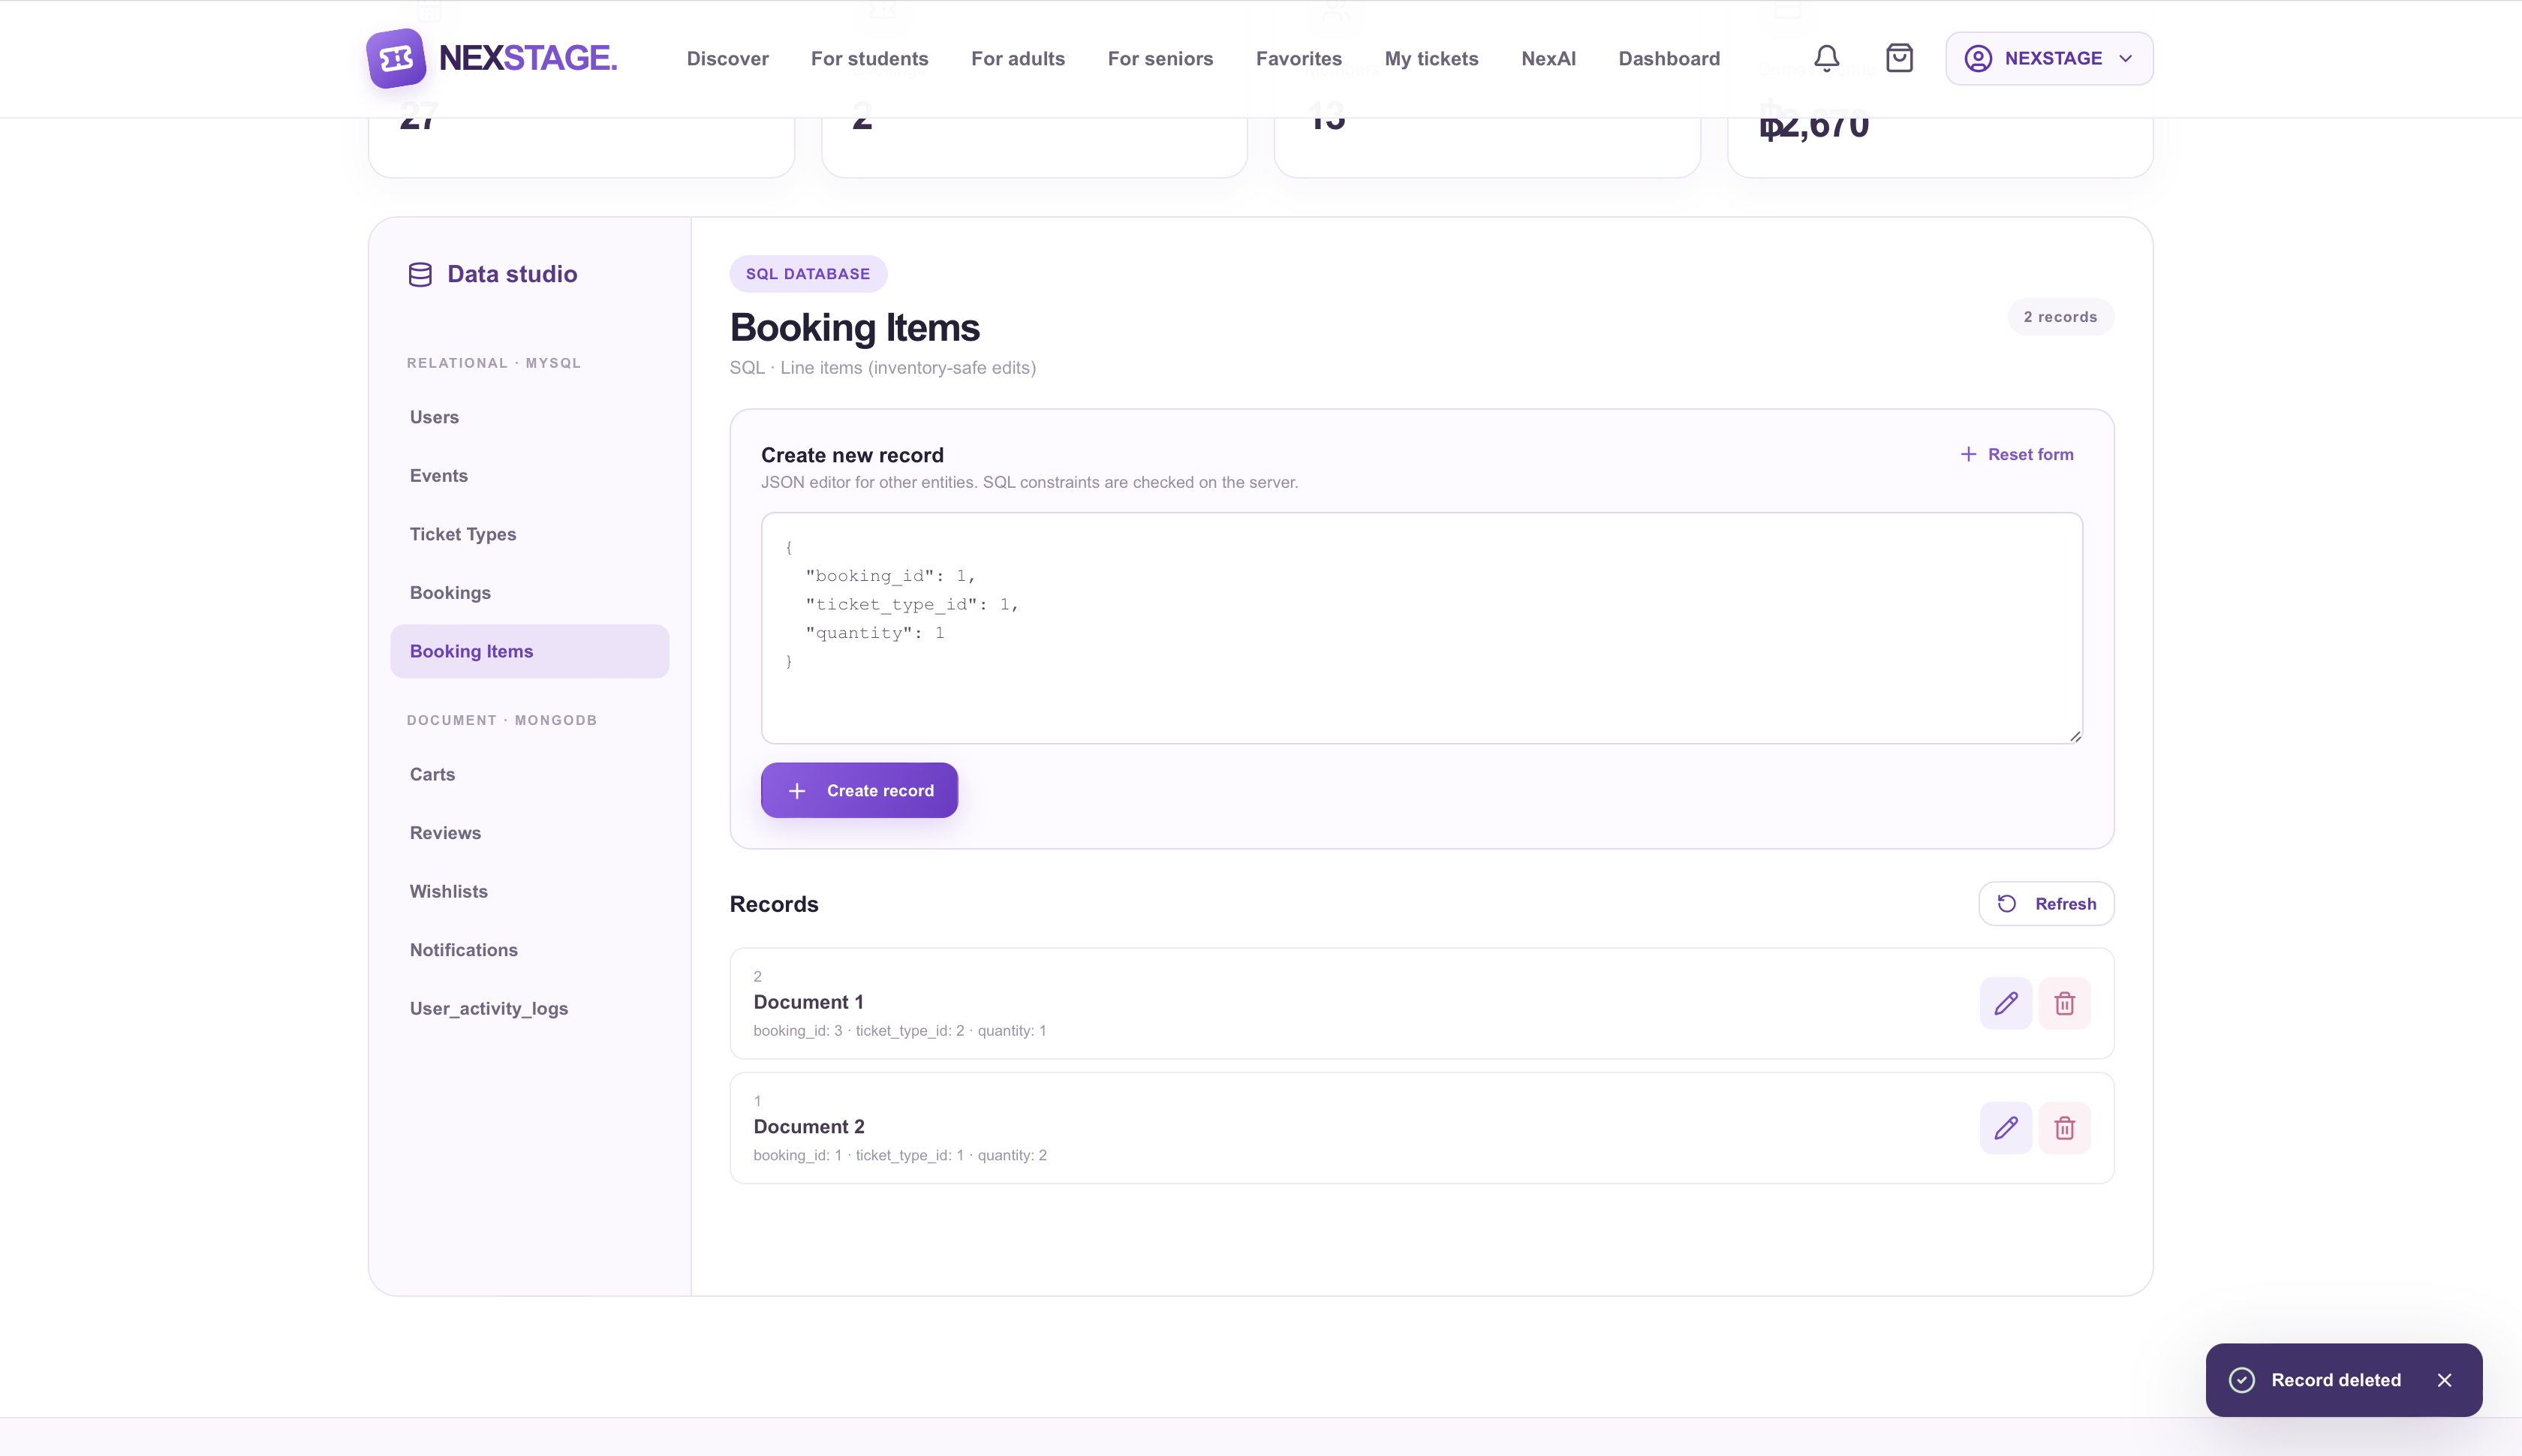 NEXSTAGE.
Discover
For students
For adults
For seniors
Favorites
My tickets
NexAI
Dashboard
NEXSTAGE
27
2
13
฿2,670
Data studio
RELATIONAL · MYSQL
Users
Events
Ticket Types
Bookings
Booking Items
DOCUMENT · MONGODB
Carts
Reviews
Wishlists
Notifications
User_activity_logs
SQL DATABASE
Booking Items
2 records
SQL · Line items (inventory-safe edits)
Create new record
Reset form
JSON editor for other entities. SQL constraints are checked on the server.
{
"booking_id": 1,
"ticket_type_id": 1,
"quantity": 1
}
Create record
Records
Refresh
2
Document 1
booking_id: 3 · ticket_type_id: 2 · quantity: 1
1
Document 2
booking_id: 1 · ticket_type_id: 1 · quantity: 2
Record deleted